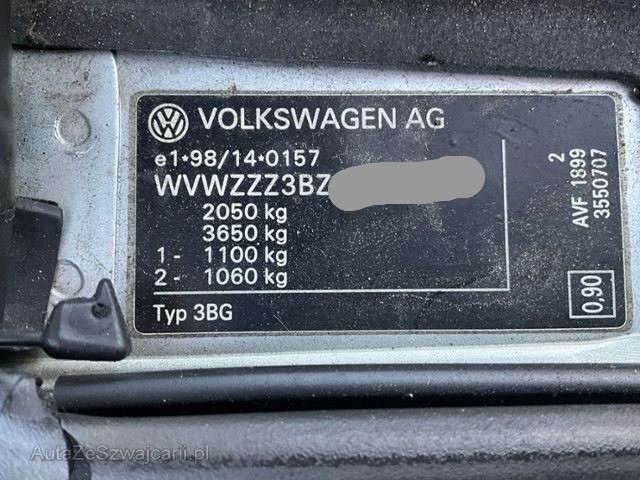 VOLKSWAGEN AG
e1*98/14*0157
WVWZZZ3BZ
2050 kg
3650 kg
1 - 1100 kg
2 - 1060 kg
Typ 3BG
2
AVF 1899
3550707
0,90
AutaZeSzwajcarii.pl